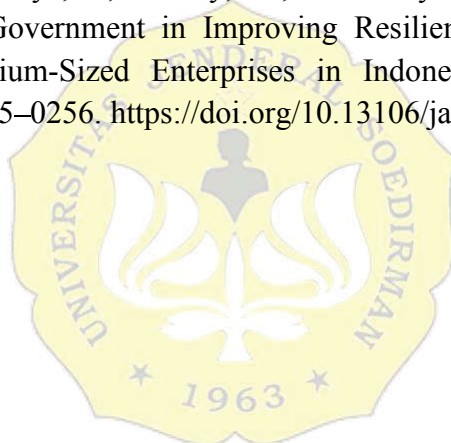 Government in Improving Resilien
ium-Sized Enterprises in Indone
5–0256. https://doi.org/10.13106/ja
UNIVERSITAS JENDERAL SOEDIRMAN
* 1963 *